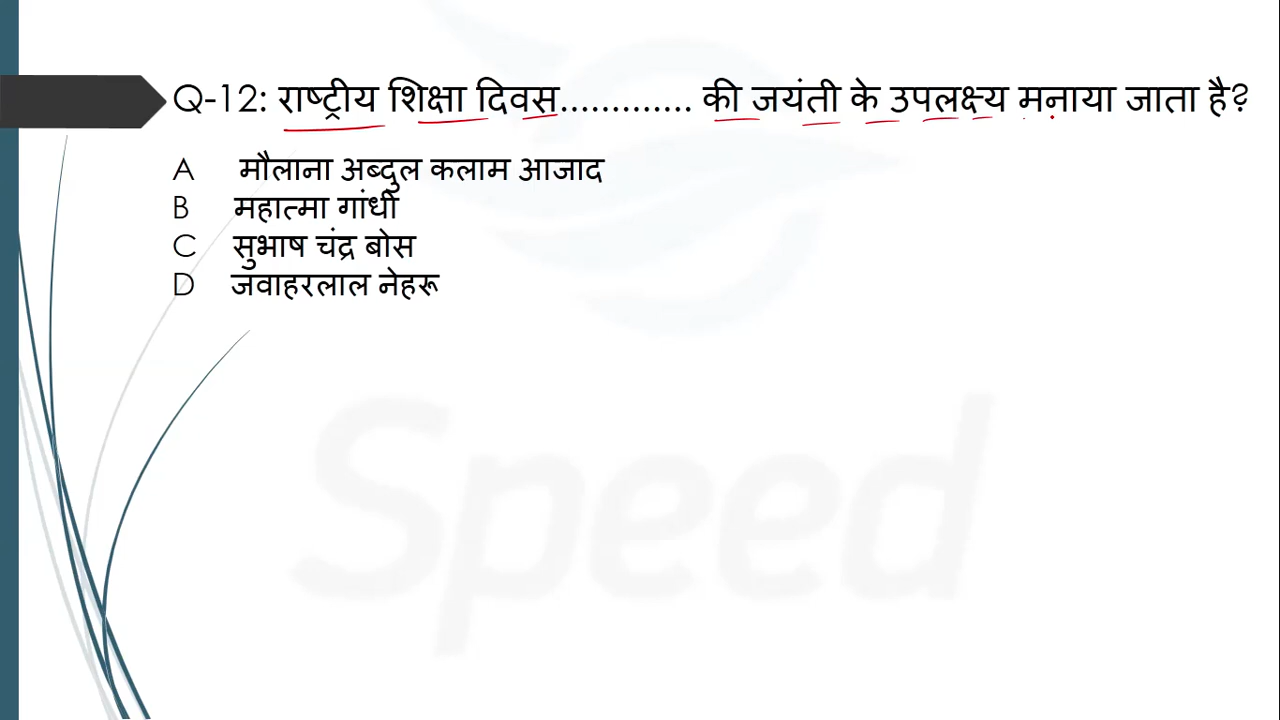 Q-12: राष्ट्रीय शिक्षा दिवस............. की जयंती के उपलक्ष्य मनाया जाता है?
A मौलाना अब्दुल कलाम आजाद
B महात्मा गांधी
C सुभाष चंद्र बोस
D जवाहरलाल नेहरू
Speed